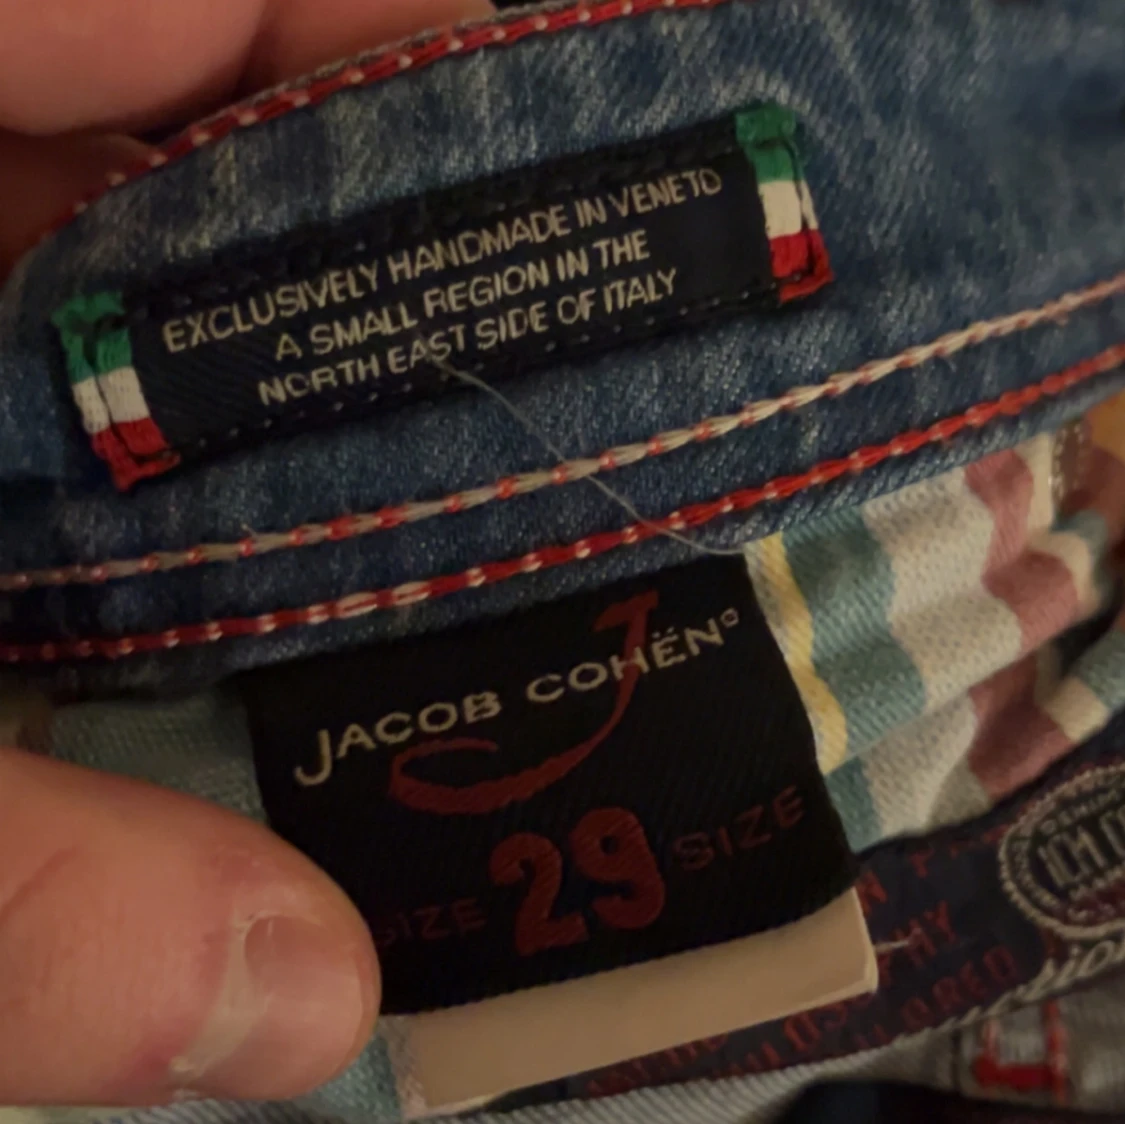 EXCLUSIVELY HANDMADE IN VENETO
A SMALL REGION IN THE
NORTH EAST SIDE OF ITALY
JACOB COHËN°
SIZE 29 SIZE